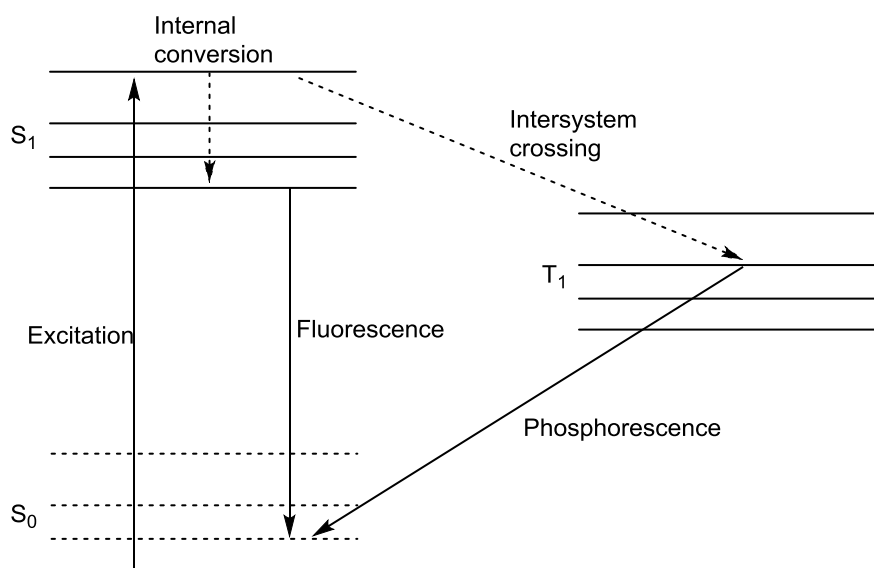 Internal
conversion
S₁
Intersystem
crossing
T₁
Excitation
Fluorescence
Phosphorescence
S₀